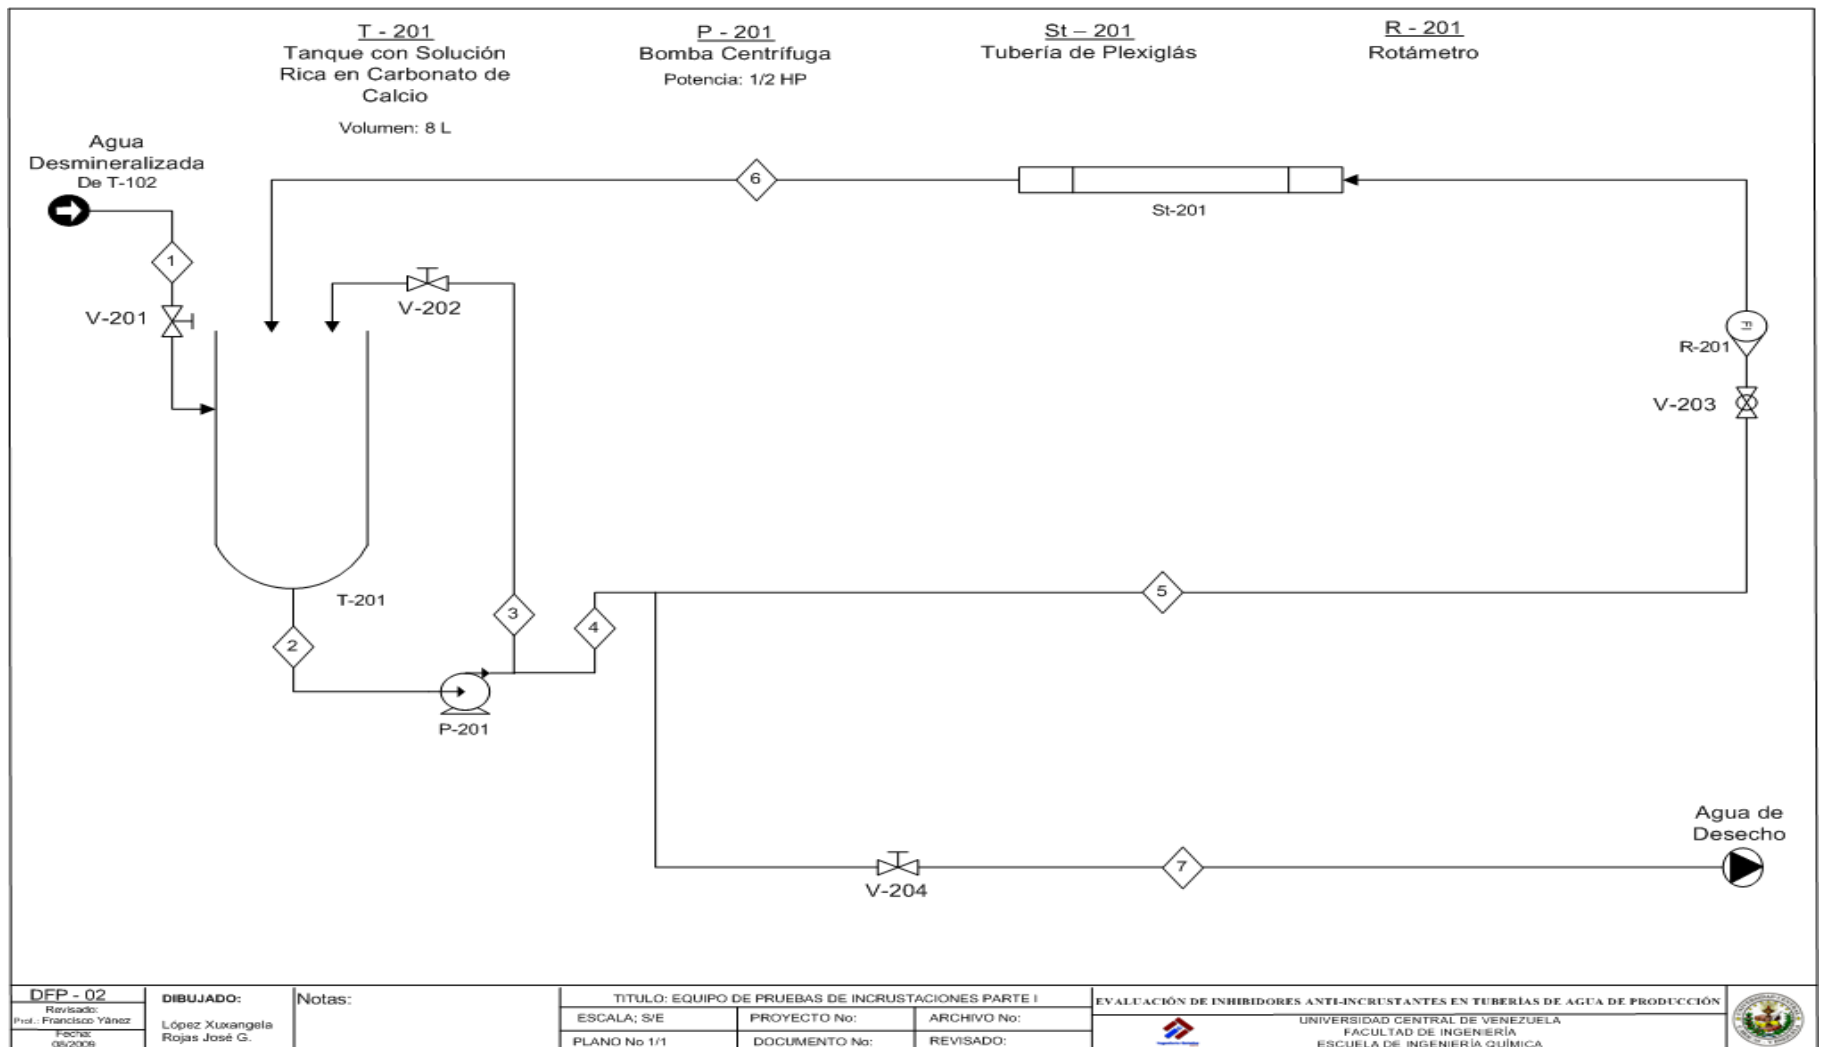 T - 201
Tanque con Solución
Rica en Carbonato de
Calcio
Volumen: 8 L
P - 201
Bomba Centrífuga
Potencia: 1/2 HP
St – 201
Tubería de Plexiglás
R - 201
Rotámetro
Agua
Desmineralizada
De T-102
1
V-201
6
St-201
V-202
FI
R-201
V-203
T-201
2
3
4
5
P-201
Agua de
Desecho
7
V-204
DFP - 02
Revisado:
Prof.: Francisco Yánez
Fecha:
08/2009
DIBUJADO:
López Xuxangela
Rojas José G.
Notas:
TITULO: EQUIPO DE PRUEBAS DE INCRUSTACIONES PARTE I
ESCALA; S/E
PROYECTO No:
ARCHIVO No:
PLANO No 1/1
DOCUMENTO No:
REVISADO:
EVALUACIÓN DE INHIBIDORES ANTI-INCRUSTANTES EN TUBERÍAS DE AGUA DE PRODUCCIÓN
UNIVERSIDAD CENTRAL DE VENEZUELA
FACULTAD DE INGENIERÍA
ESCUELA DE INGENIERÍA QUÍMICA